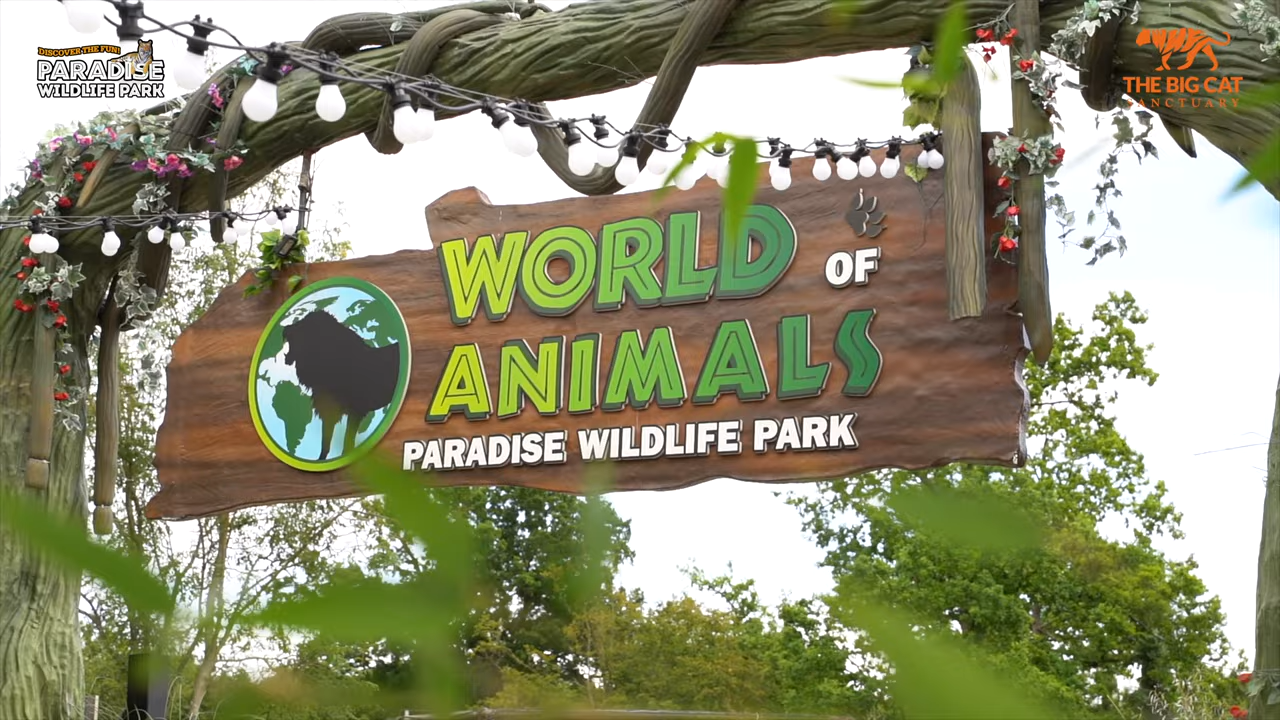 DISCOVER THE FUN!
PARADISE
WILDLIFE PARK
THE BIG CAT
SANCTUARY
WORLD OF
ANIMALS
PARADISE WILDLIFE PARK